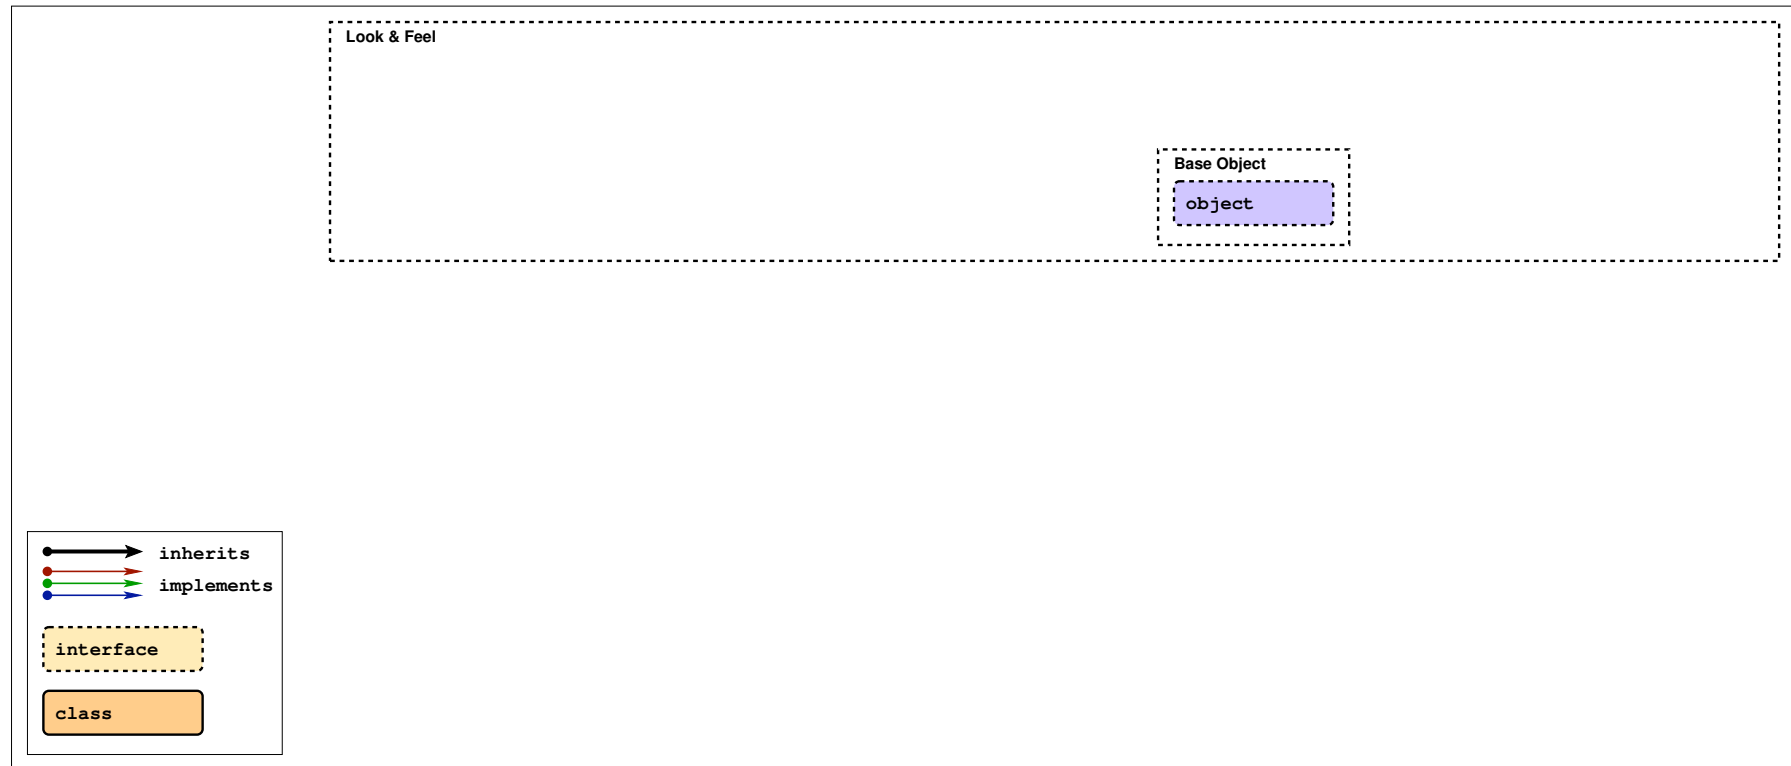 Look & Feel
Base Object
object
inherits
implements
interface
class